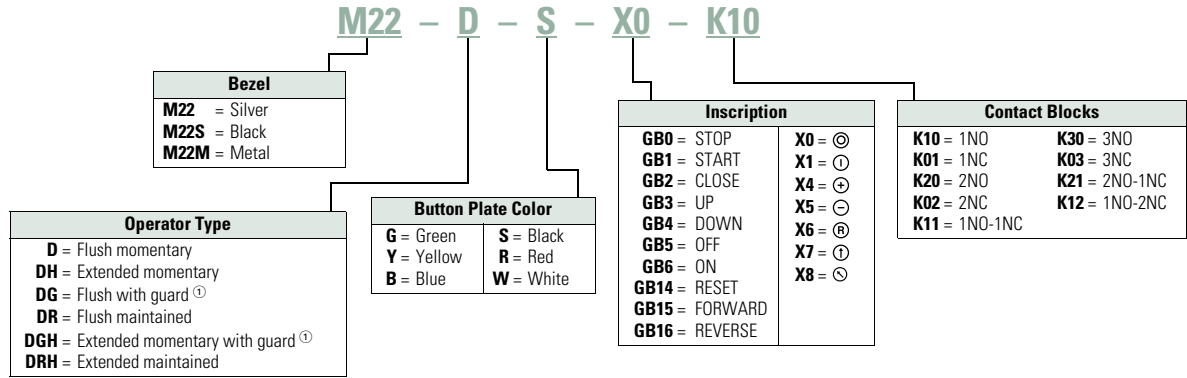 M22 – D – S – X0 – K10
Bezel
M22 = Silver
M22S = Black
M22M = Metal
Operator Type
D = Flush momentary
DH = Extended momentary
DG = Flush with guard ①
DR = Flush maintained
DGH = Extended momentary with guard ①
DRH = Extended maintained
Button Plate Color
G = Green
Y = Yellow
B = Blue
S = Black
R = Red
W = White
Inscription
GB0 = STOP
GB1 = START
GB2 = CLOSE
GB3 = UP
GB4 = DOWN
GB5 = OFF
GB6 = ON
GB14 = RESET
GB15 = FORWARD
GB16 = REVERSE
X0 = ◎
X1 = ⏼
X4 = ⊕
X5 = ⊖
X6 = Ⓡ
X7 = ↑
X8 = ↖
Contact Blocks
K10 = 1NO
K01 = 1NC
K20 = 2NO
K02 = 2NC
K11 = 1NO-1NC
K30 = 3NO
K03 = 3NC
K21 = 2NO-1NC
K12 = 1NO-2NC